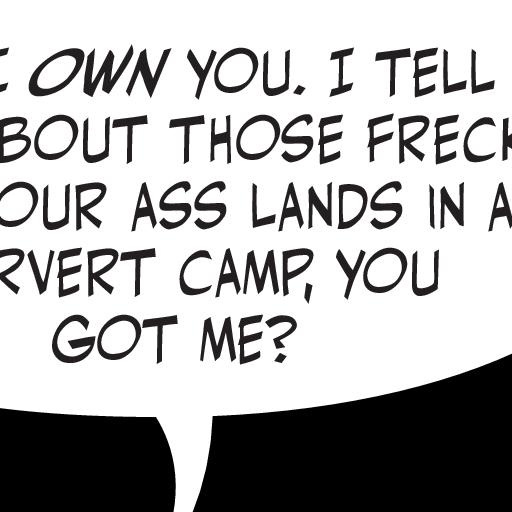 OWN YOU. I TELL
BOUT THOSE FRECK
OUR ASS LANDS IN A
RVERT CAMP, YOU
GOT ME?